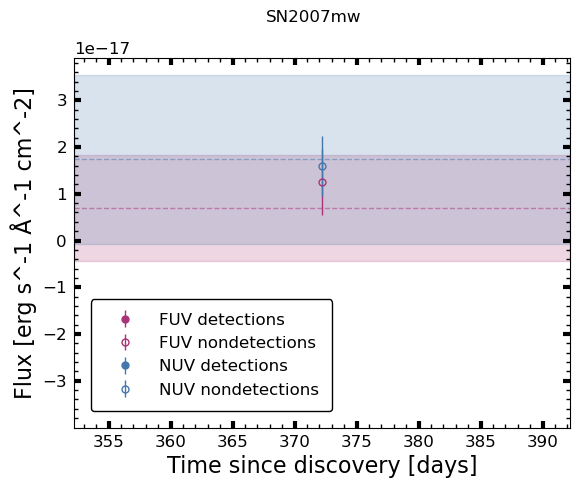 SN2007mw
1e−17
3
2
1
0
−1
−2
−3
Flux [erg s^-1 Å^-1 cm^-2]
FUV detections
FUV nondetections
NUV detections
NUV nondetections
355 360 365 370 375 380 385 390
Time since discovery [days]